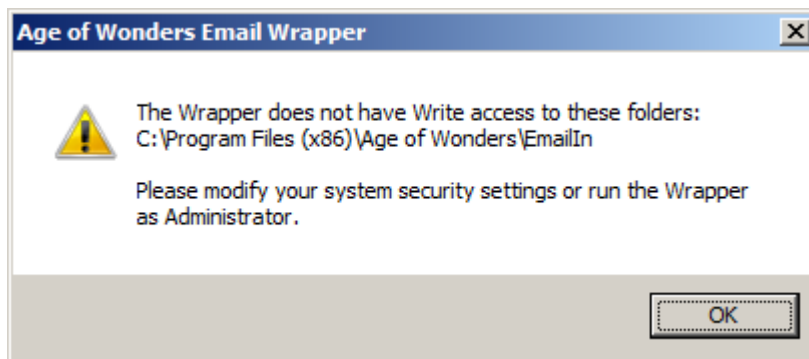 Age of Wonders Email Wrapper
The Wrapper does not have Write access to these folders:
C:\Program Files (x86)\Age of Wonders\EmailIn
Please modify your system security settings or run the Wrapper
as Administrator.
OK